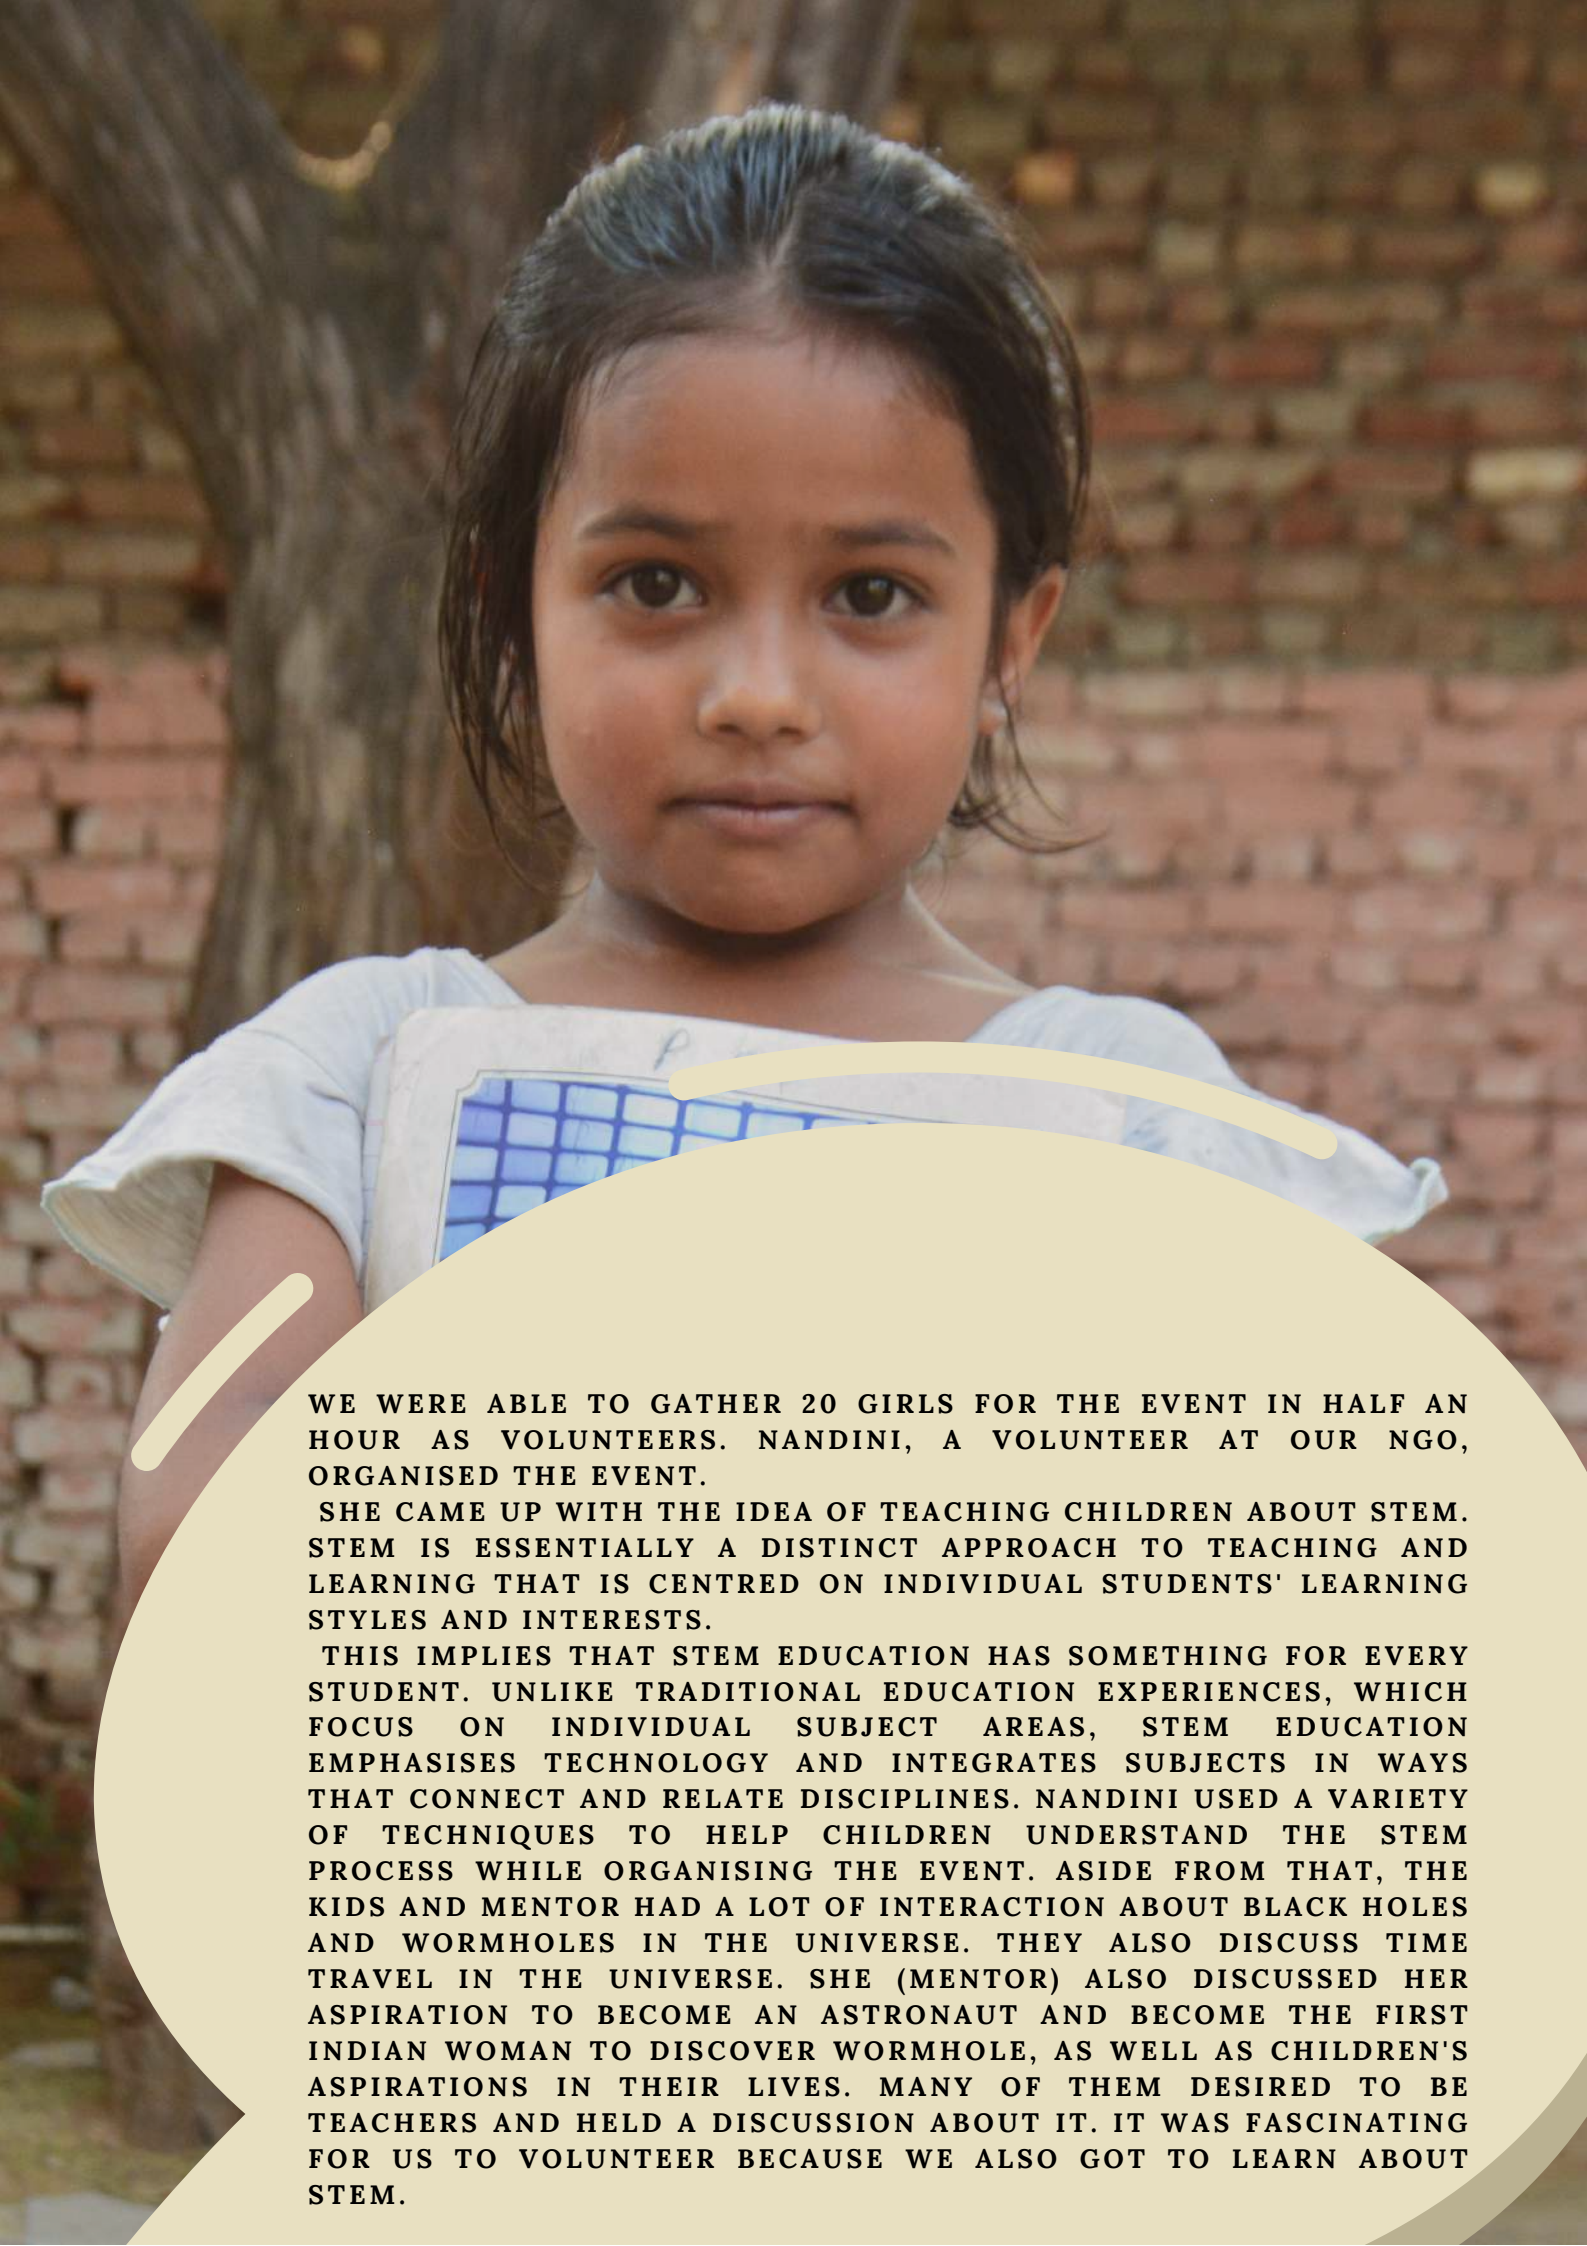 WE WERE ABLE TO GATHER 20 GIRLS FOR THE EVENT IN HALF AN
HOUR AS VOLUNTEERS. NANDINI, A VOLUNTEER AT OUR NGO,
ORGANISED THE EVENT.
SHE CAME UP WITH THE IDEA OF TEACHING CHILDREN ABOUT STEM.
STEM IS ESSENTIALLY A DISTINCT APPROACH TO TEACHING AND
LEARNING THAT IS CENTRED ON INDIVIDUAL STUDENTS' LEARNING
STYLES AND INTERESTS.
THIS IMPLIES THAT STEM EDUCATION HAS SOMETHING FOR EVERY
STUDENT. UNLIKE TRADITIONAL EDUCATION EXPERIENCES, WHICH
FOCUS ON INDIVIDUAL SUBJECT AREAS, STEM EDUCATION
EMPHASISES TECHNOLOGY AND INTEGRATES SUBJECTS IN WAYS
THAT CONNECT AND RELATE DISCIPLINES. NANDINI USED A VARIETY
OF TECHNIQUES TO HELP CHILDREN UNDERSTAND THE STEM
PROCESS WHILE ORGANISING THE EVENT. ASIDE FROM THAT, THE
KIDS AND MENTOR HAD A LOT OF INTERACTION ABOUT BLACK HOLES
AND WORMHOLES IN THE UNIVERSE. THEY ALSO DISCUSS TIME
TRAVEL IN THE UNIVERSE. SHE (MENTOR) ALSO DISCUSSED HER
ASPIRATION TO BECOME AN ASTRONAUT AND BECOME THE FIRST
INDIAN WOMAN TO DISCOVER WORMHOLE, AS WELL AS CHILDREN'S
ASPIRATIONS IN THEIR LIVES. MANY OF THEM DESIRED TO BE
TEACHERS AND HELD A DISCUSSION ABOUT IT. IT WAS FASCINATING
FOR US TO VOLUNTEER BECAUSE WE ALSO GOT TO LEARN ABOUT
STEM.